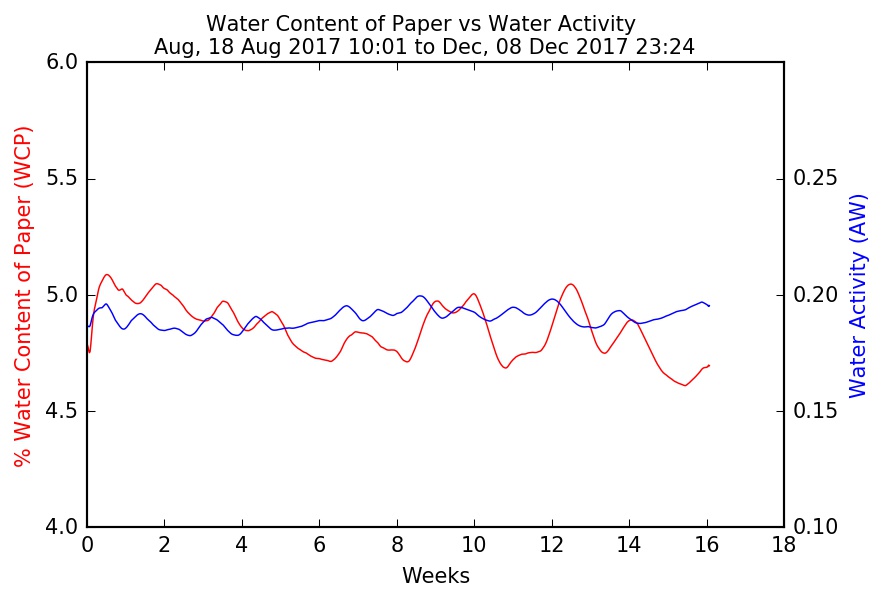 Water Content of Paper vs Water Activity
Aug, 18 Aug 2017 10:01 to Dec, 08 Dec 2017 23:24
% Water Content of Paper (WCP)
6.0
5.5
5.0
4.5
4.0
0.25
0.20
0.15
0.10
Water Activity (AW)
0 2 4 6 8 10 12 14 16 18
Weeks